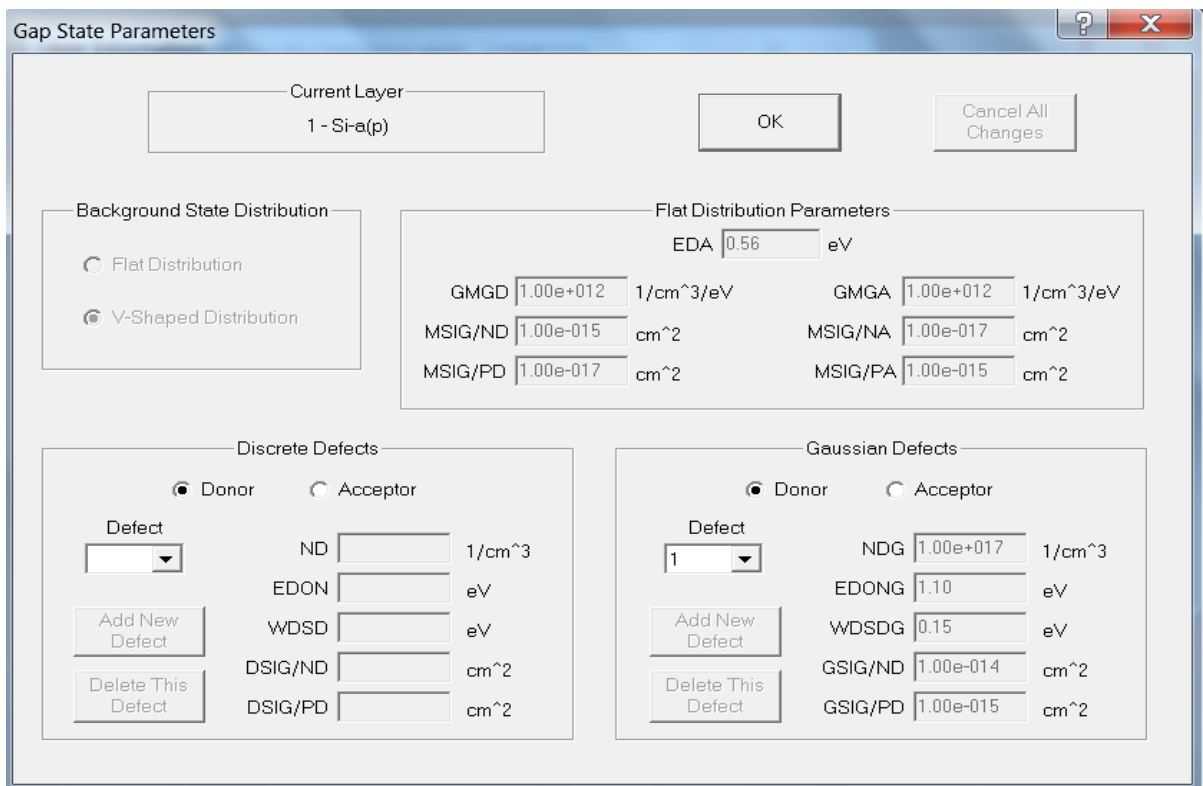 Gap State Parameters
Current Layer
1 - Si-a(p)
OK
Cancel All
Changes
Background State Distribution
Flat Distribution
V-Shaped Distribution
Flat Distribution Parameters
EDA 0.56 eV
GMGD 1.00e+012 1/cm^3/eV GMGA 1.00e+012 1/cm^3/eV
MSIG/ND 1.00e-015 cm^2 MSIG/NA 1.00e-017 cm^2
MSIG/PD 1.00e-017 cm^2 MSIG/PA 1.00e-015 cm^2
Discrete Defects
Donor Acceptor
Defect
ND 1/cm^3
EDON eV
Add New
Defect
WDSD eV
DSIG/ND cm^2
Delete This
Defect
DSIG/PD cm^2
Gaussian Defects
Donor Acceptor
Defect
1
NDG 1.00e+017 1/cm^3
EDONG 1.10 eV
Add New
Defect
WDSDG 0.15 eV
GSIG/ND 1.00e-014 cm^2
Delete This
Defect
GSIG/PD 1.00e-015 cm^2